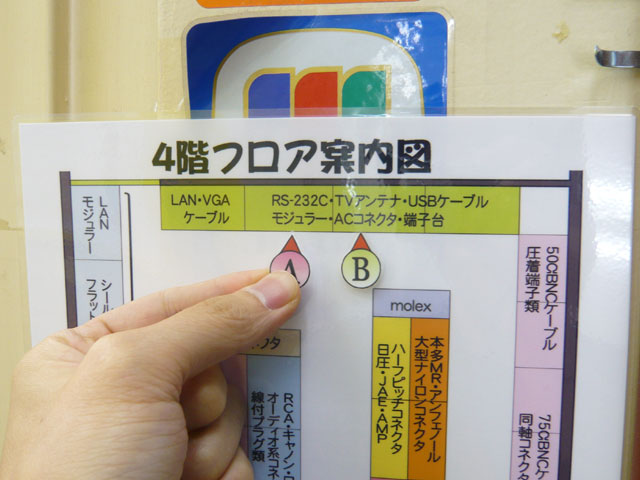 4階フロア案内図
LAN・VGA
ケーブル
RS-232C・TVアンテナ・USBケーブル
モジュラー・ACコネクタ・端子台
LAN
モジュラー
A
B
シール
フラット
molex
50ΩBNCケーブル
圧着端子類
本多MR・アンフェノール
大型ナイロンコネクタ
ハーフピッチコネクタ
日圧・JAE・AMP
RCA・キャノン・
オーディオ系コネ
線付プラグ類
75ΩBNCケ
同軸コネクタ